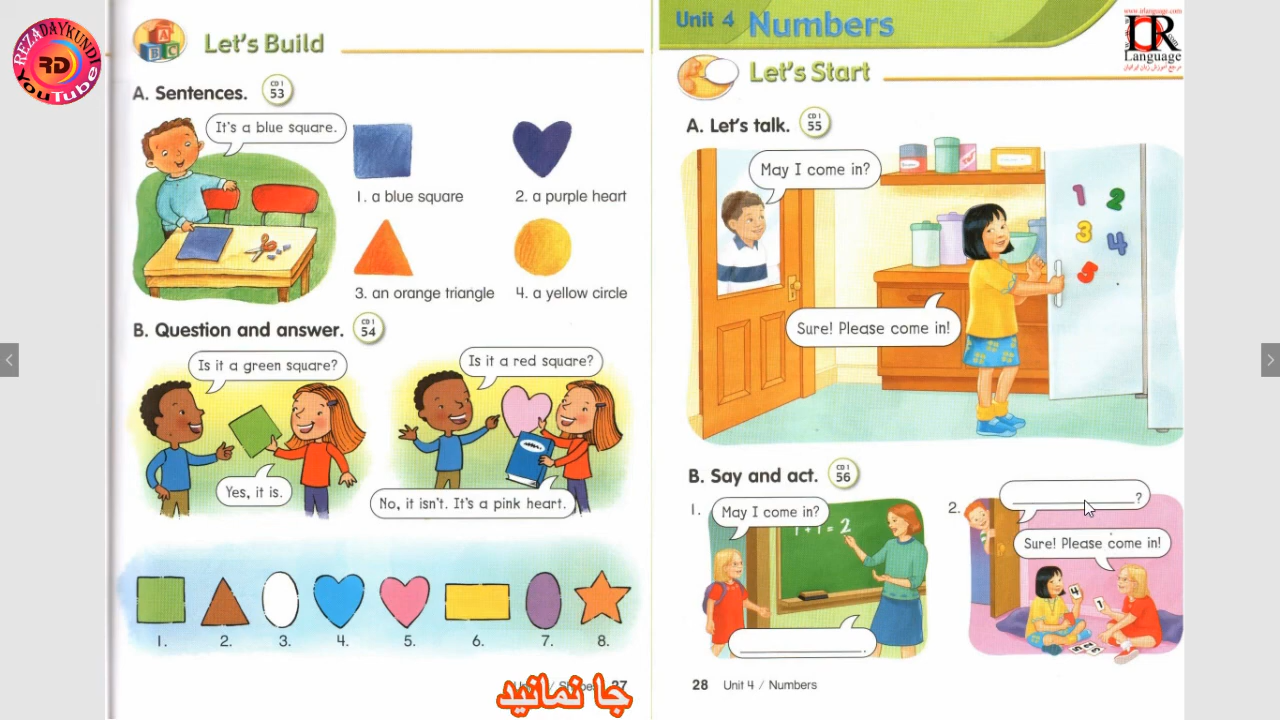 REZADAYKUNDI
RD
YouTube
A
B C
Let's Build
A. Sentences.
CD 1
53
It's a blue square.
1. a blue square
2. a purple heart
3. an orange triangle
4. a yellow circle
B. Question and answer.
CD 1
54
Is it a green square?
Yes, it is.
Is it a red square?
No, it isn't. It's a pink heart.
1.
2.
3.
4.
5.
6.
7.
8.
27
جا نمانید
Unit 4 Numbers
www.irlanguage.com
IR
Language
Let's Start
A. Let's talk.
CD 1
55
May I come in?
1 2
3 4
5
Sure! Please come in!
B. Say and act.
CD 1
56
1.
May I come in?
1 + 1 = 2
2.
?
Sure! Please come in!
4
1
28 Unit 4 / Numbers